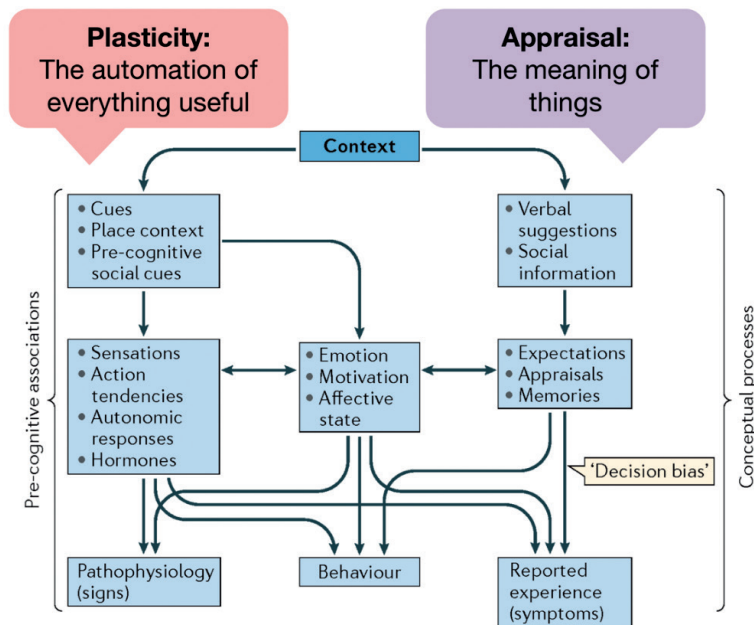 Plasticity:
The automation of
everything useful
Appraisal:
The meaning of
things
Context
• Cues
• Place context
• Pre-cognitive
social cues
• Verbal
suggestions
• Social
information
Pre-cognitive associations
• Sensations
• Action
tendencies
• Autonomic
responses
• Hormones
• Emotion
• Motivation
• Affective
state
• Expectations
• Appraisals
• Memories
Conceptual processes
'Decision bias'
Pathophysiology
(signs)
Behaviour
Reported
experience
(symptoms)